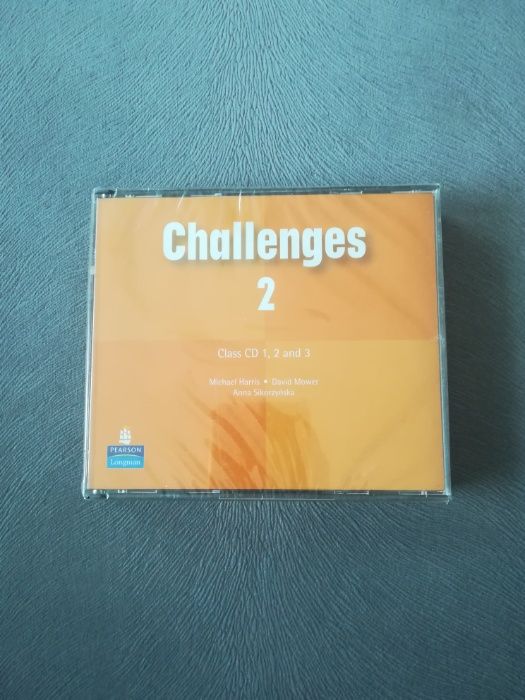 Challenges
2
Class CD 1, 2 and 3
Michael Harris • David Mower
Anna Sikorzyńska
PEARSON
Longman